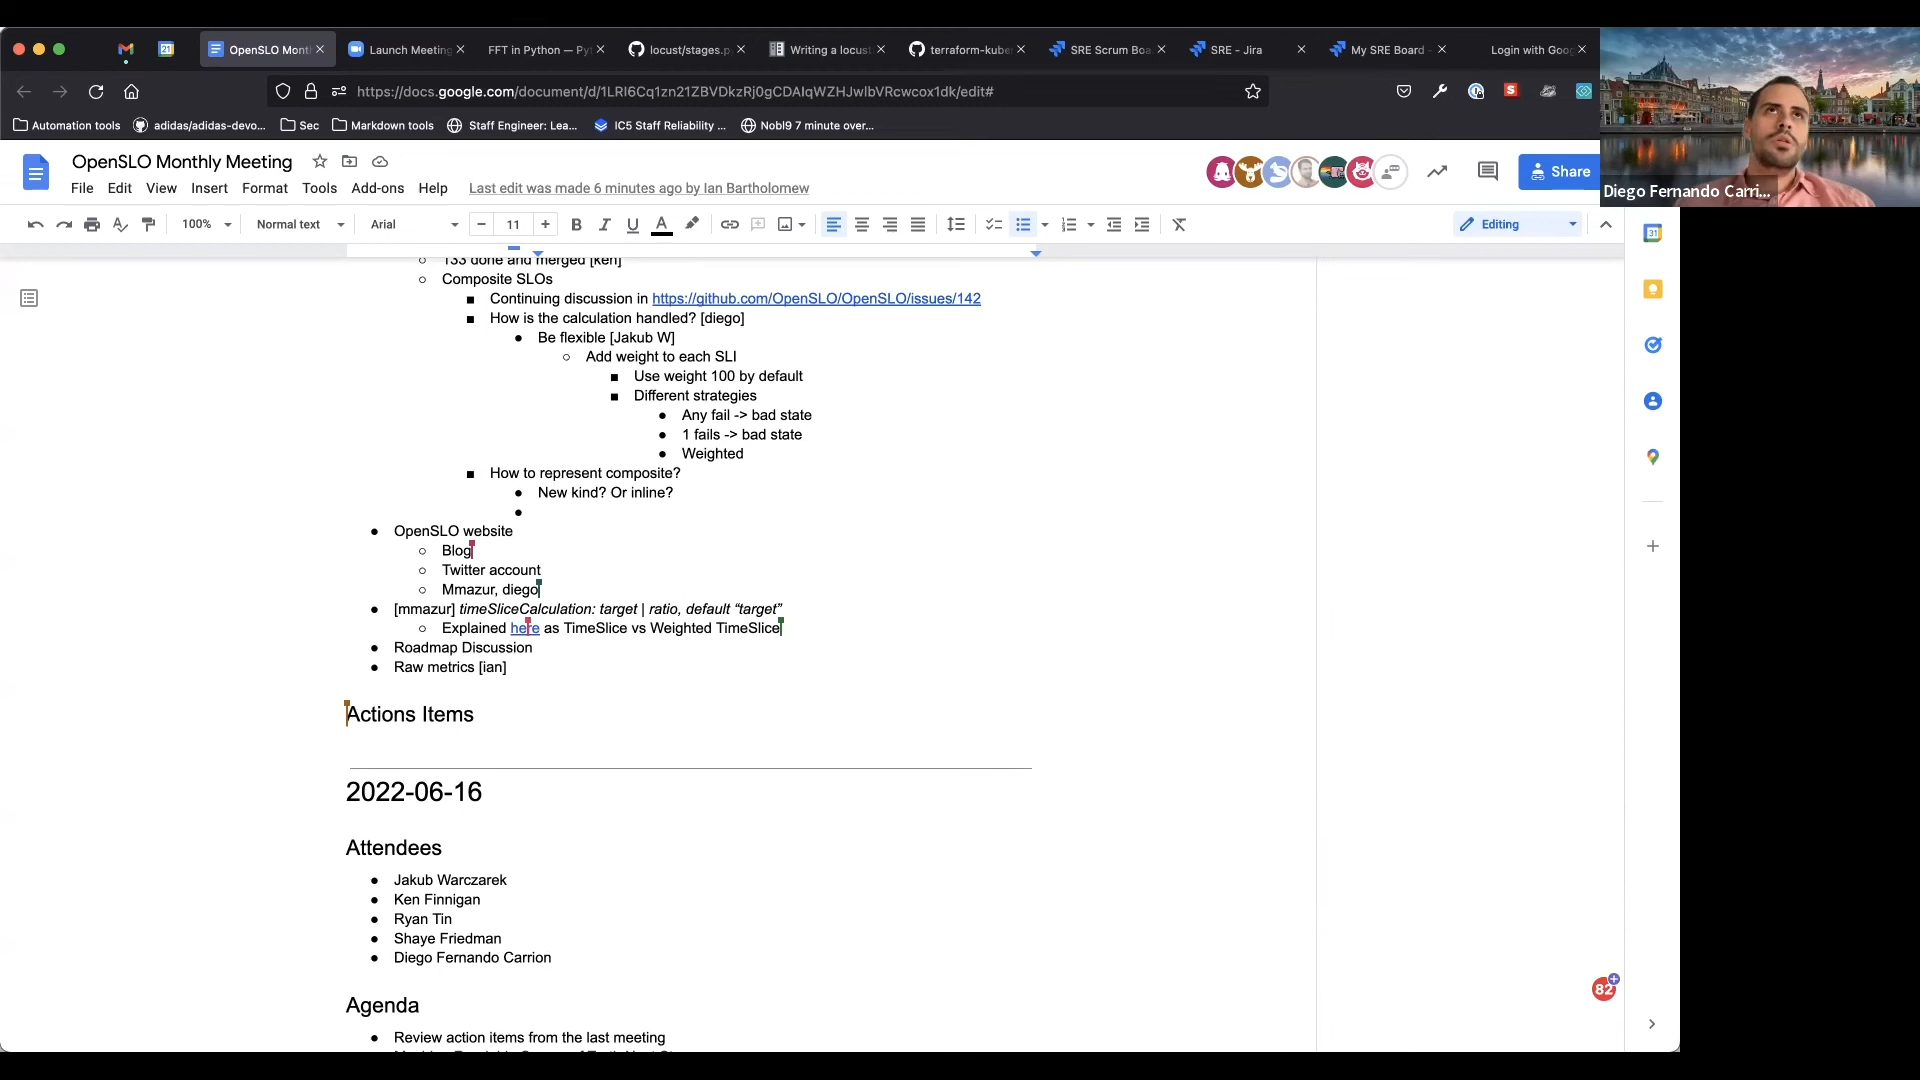 OpenSLO Mont
Launch Meeting
FFT in Python — Py
locust/stages.p
Writing a locus
terraform-kube
SRE Scrum Boa
SRE - Jira
My SRE Board -
Login with Goog
https://docs.google.com/document/d/1LRI6Cq1zn21ZBVDkzRj0gCDAIqWZHJwlbVRcwcox1dk/edit#
Automation tools
adidas/adidas-devo...
Sec
Markdown tools
Staff Engineer: Lea...
IC5 Staff Reliability ...
Nobl9 7 minute over...
OpenSLO Monthly Meeting
File Edit View Insert Format Tools Add-ons Help
Last edit was made 6 minutes ago by Ian Bartholomew
Share
Diego Fernando Carri...
100%
Normal text
Arial
11
Editing
133 done and merged [ken]
Composite SLOs
Continuing discussion in https://github.com/OpenSLO/OpenSLO/issues/142
How is the calculation handled? [diego]
Be flexible [Jakub W]
Add weight to each SLI
Use weight 100 by default
Different strategies
Any fail -> bad state
1 fails -> bad state
Weighted
How to represent composite?
New kind? Or inline?
OpenSLO website
Blog
Twitter account
Mmazur, diego
[mmazur] timeSliceCalculation: target | ratio, default “target”
Explained here as TimeSlice vs Weighted TimeSlice
Roadmap Discussion
Raw metrics [ian]
Actions Items
2022-06-16
Attendees
Jakub Warczarek
Ken Finnigan
Ryan Tin
Shaye Friedman
Diego Fernando Carrion
Agenda
Review action items from the last meeting
82